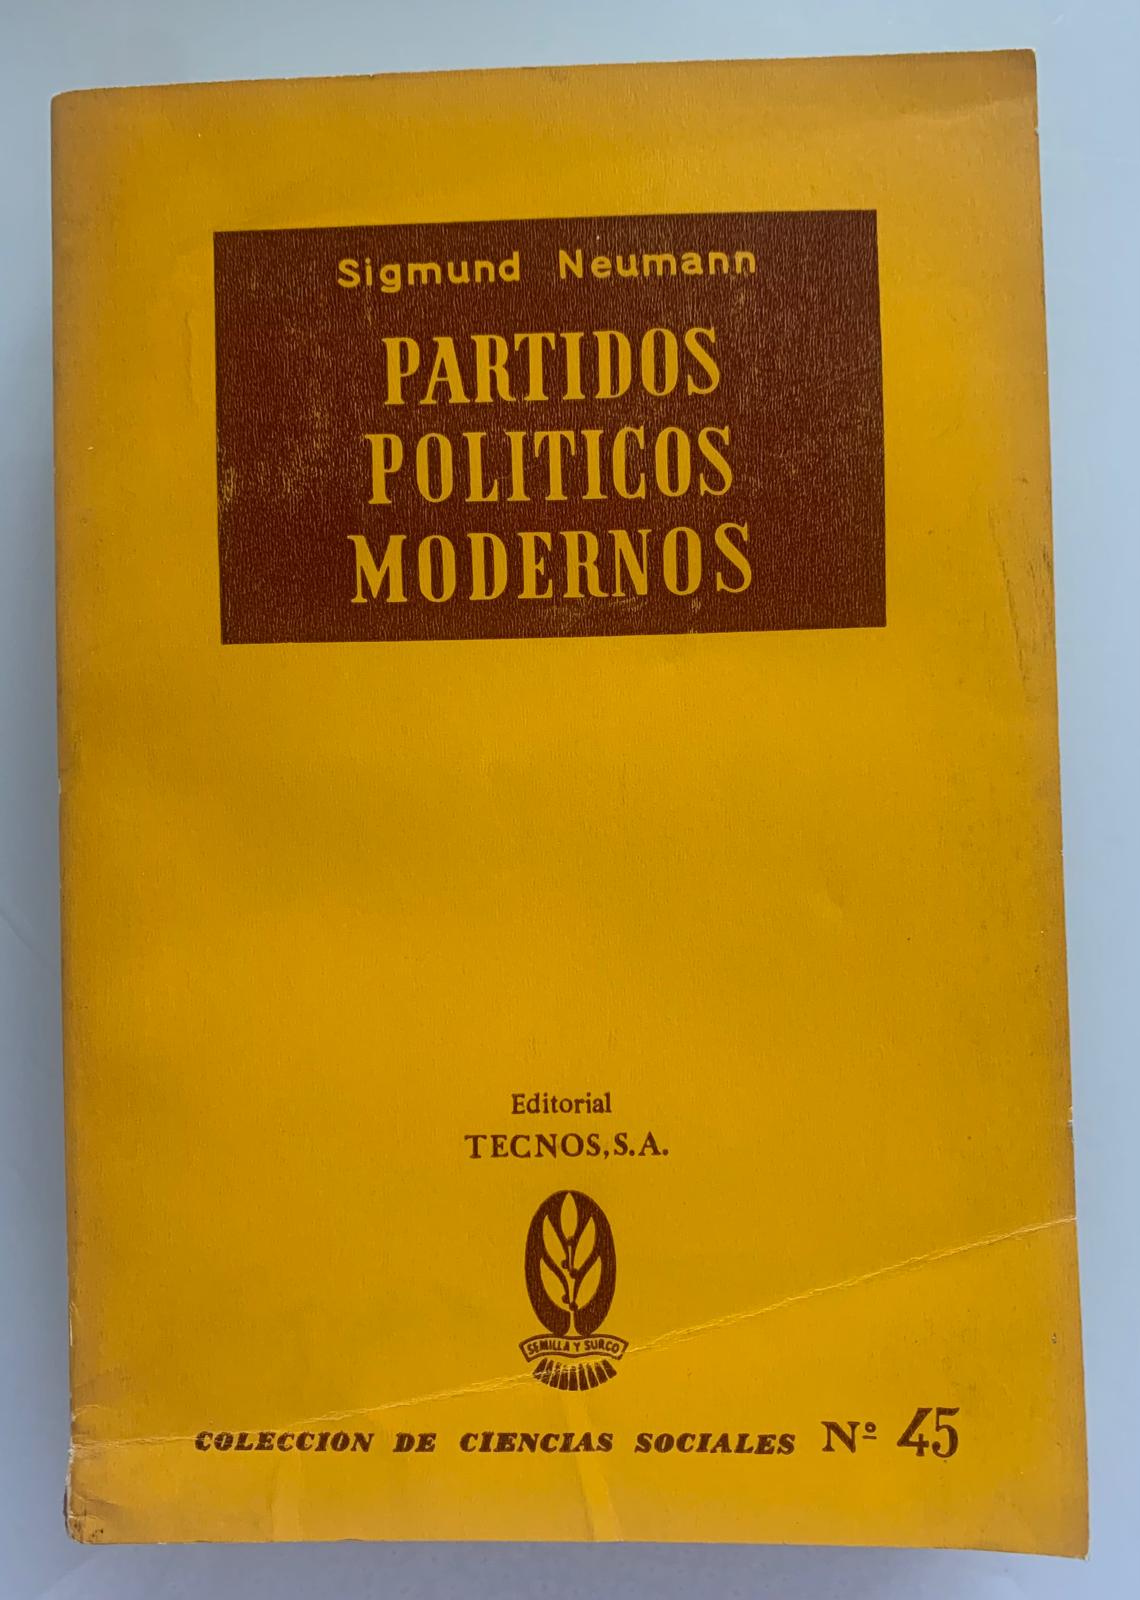 Sigmund Neumann
PARTIDOS
POLITICOS
MODERNOS
Editorial
TECNOS, S.A.
SEMILLA Y SURCO
COLECCION DE CIENCIAS SOCIALES Nº 45